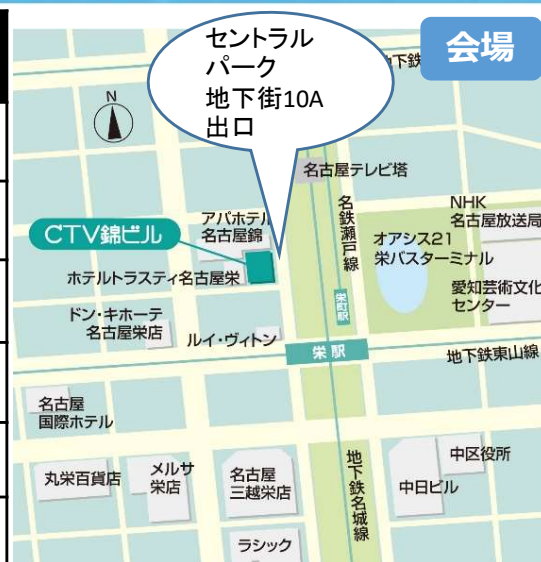 会場
セントラル
パーク
地下街10A
出口
地下鉄
N
名古屋テレビ塔
NHK
名古屋放送局
アパホテル
名古屋錦
CTV錦ビル
名鉄瀬戸線
オアシス21
栄バスターミナル
ホテルトラスティ名古屋栄
愛知芸術文化
センター
栄町駅
ドン・キホーテ
名古屋栄店
ルイ・ヴィトン
栄駅
地下鉄東山線
名古屋
国際ホテル
中区役所
丸栄百貨店
メルサ
栄店
名古屋
三越栄店
地下鉄名城線
中日ビル
ラシック